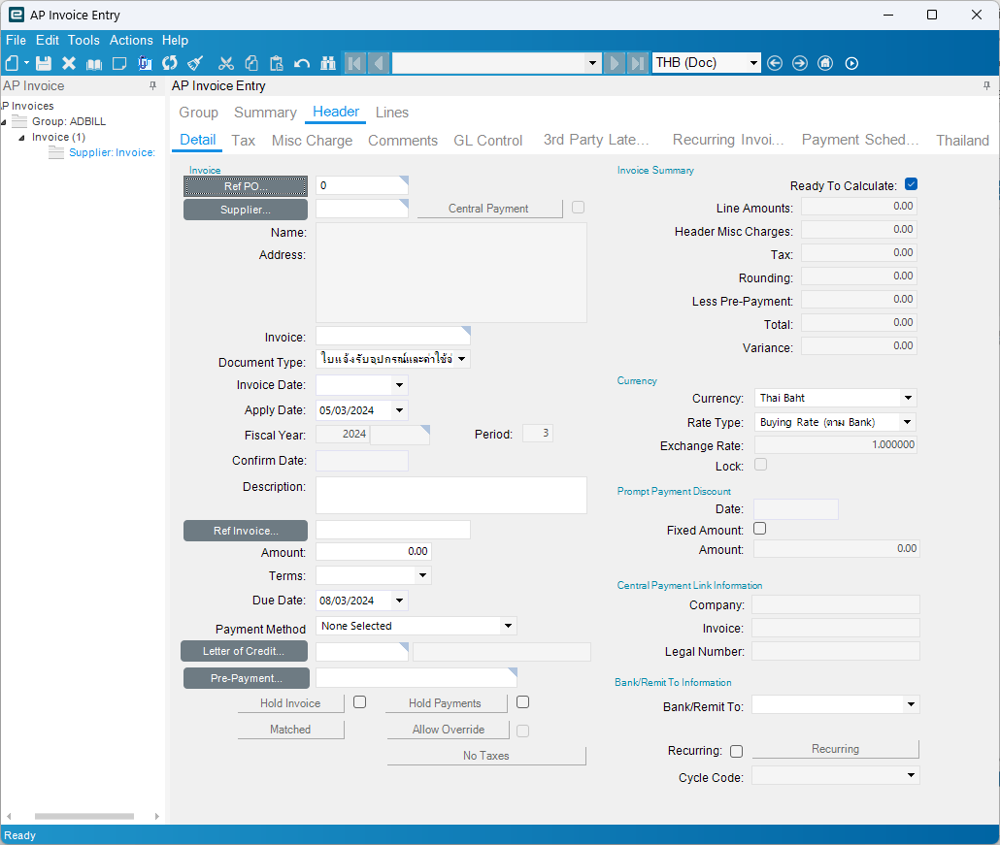 AP Invoice Entry
File Edit Tools Actions Help
THB (Doc)
AP Invoice
AP Invoice Entry
P Invoices
Group: ADBILL
Invoice (1)
Supplier: Invoice:
Group Summary Header Lines
Detail Tax Misc Charge Comments GL Control 3rd Party Late... Recurring Invoi... Payment Sched... Thailand
Invoice
Ref PO... 0
Supplier...
Central Payment
Name:
Address:
Invoice:
Document Type: ใบแจ้งรับอุปกรณ์และค่าใช้จ่
Invoice Date:
Apply Date: 05/03/2024
Fiscal Year: 2024 Period: 3
Confirm Date:
Description:
Ref Invoice...
Amount: 0.00
Terms:
Due Date: 08/03/2024
Payment Method None Selected
Letter of Credit...
Pre-Payment...
Hold Invoice Hold Payments
Matched Allow Override
No Taxes
Invoice Summary
Ready To Calculate:
Line Amounts: 0.00
Header Misc Charges: 0.00
Tax: 0.00
Rounding: 0.00
Less Pre-Payment: 0.00
Total: 0.00
Variance: 0.00
Currency
Currency: Thai Baht
Rate Type: Buying Rate (ตาม Bank)
Exchange Rate: 1.000000
Lock:
Prompt Payment Discount
Date:
Fixed Amount:
Amount: 0.00
Central Payment Link Information
Company:
Invoice:
Legal Number:
Bank/Remit To Information
Bank/Remit To:
Recurring: Recurring
Cycle Code:
Ready